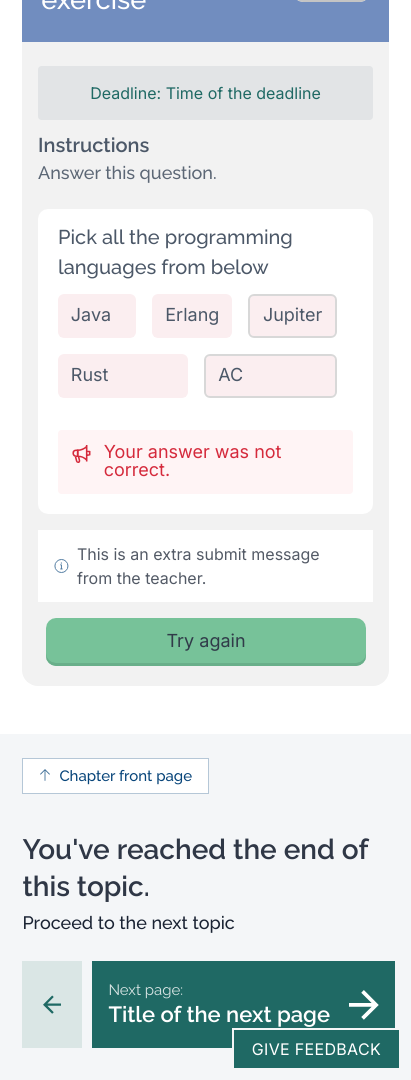 exercise
Deadline: Time of the deadline
Instructions
Answer this question.
Pick all the programming
languages from below
Java
Erlang
Jupiter
Rust
AC
Your answer was not
correct.
This is an extra submit message
from the teacher.
Try again
Chapter front page
You've reached the end of
this topic.
Proceed to the next topic
Next page:
Title of the next page
GIVE FEEDBACK